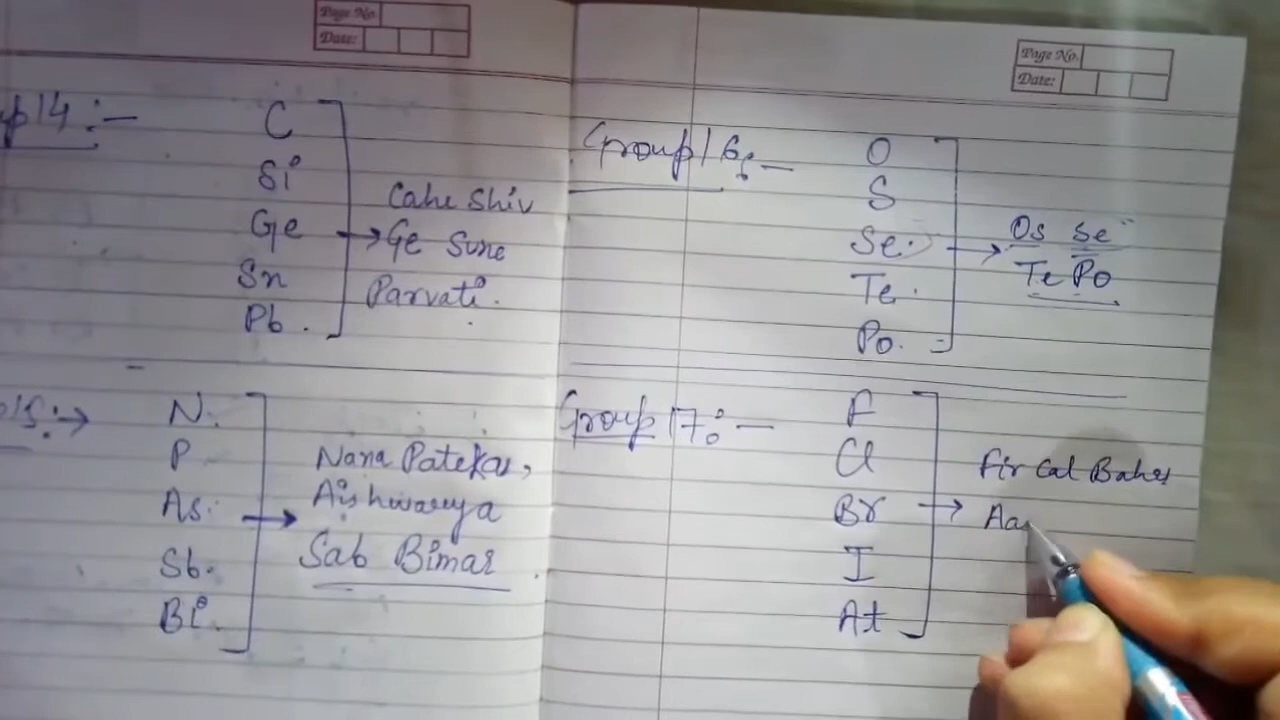 Page No.
Date:
Page No.
Date:
p 14 :-
C
Si
Ge
Sn
Pb.
Cahe Shiv
Ge Sune
Parvati.
15:→
N.
P
As.
Sb.
Bi.
Nana Patekar,
Aishwarya
Sab Bimar.
Group 16:-
O
S
Se.
Te.
Po.
Os Se
Te Po
Group 17:-
F
Cl
Br
I
At
Fir Cal Baher
Aa